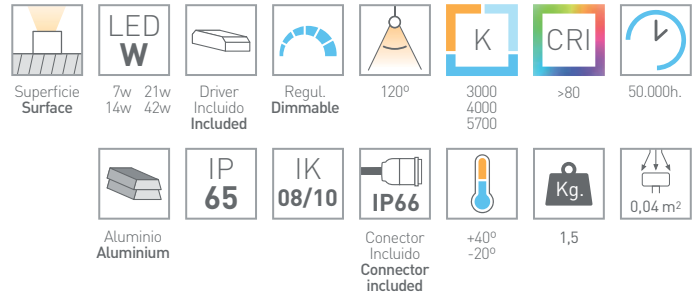 LED
W
K
CRI
Superficie
Surface
7w 21w
14w 42w
Driver
Incluido
Included
Regul.
Dimmable
120º
3000
4000
5700
>80
50.000h.
IP
65
IK
08/10
IP66
Kg.
0,04 m²
Aluminio
Aluminium
Conector
Incluido
Connector
included
+40º
-20º
1,5